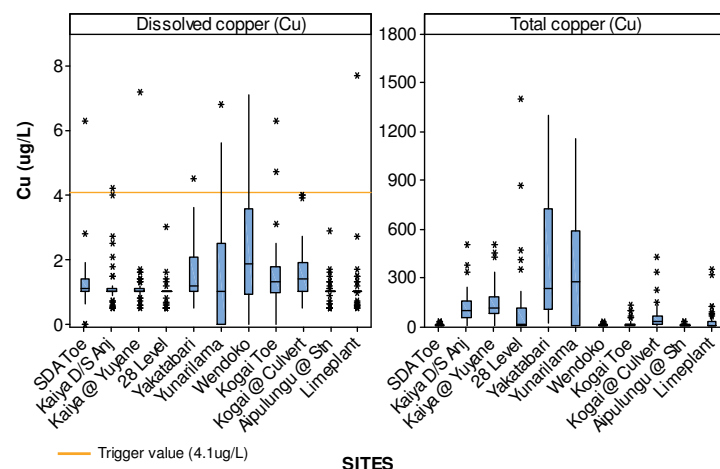 Dissolved copper (Cu)
Total copper (Cu)
Cu (ug/L)
8
6
4
2
0
1800
1500
1200
900
600
300
0
SDA Toe
Kaiya D/S Anj
Kaiya @ Yuyane
28 Level
Yakatabari
Yunarilama
Wendoko
Kogai Toe
Kogai @ Culvert
Aipulungu @ Stn
Limeplant
SDA Toe
Kaiya D/S Anj
Kaiya @ Yuyane
28 Level
Yakatabari
Yunarilama
Wendoko
Kogai Toe
Kogai @ Culvert
Aipulungu @ Stn
Limeplant
Trigger value (4.1ug/L)
SITES